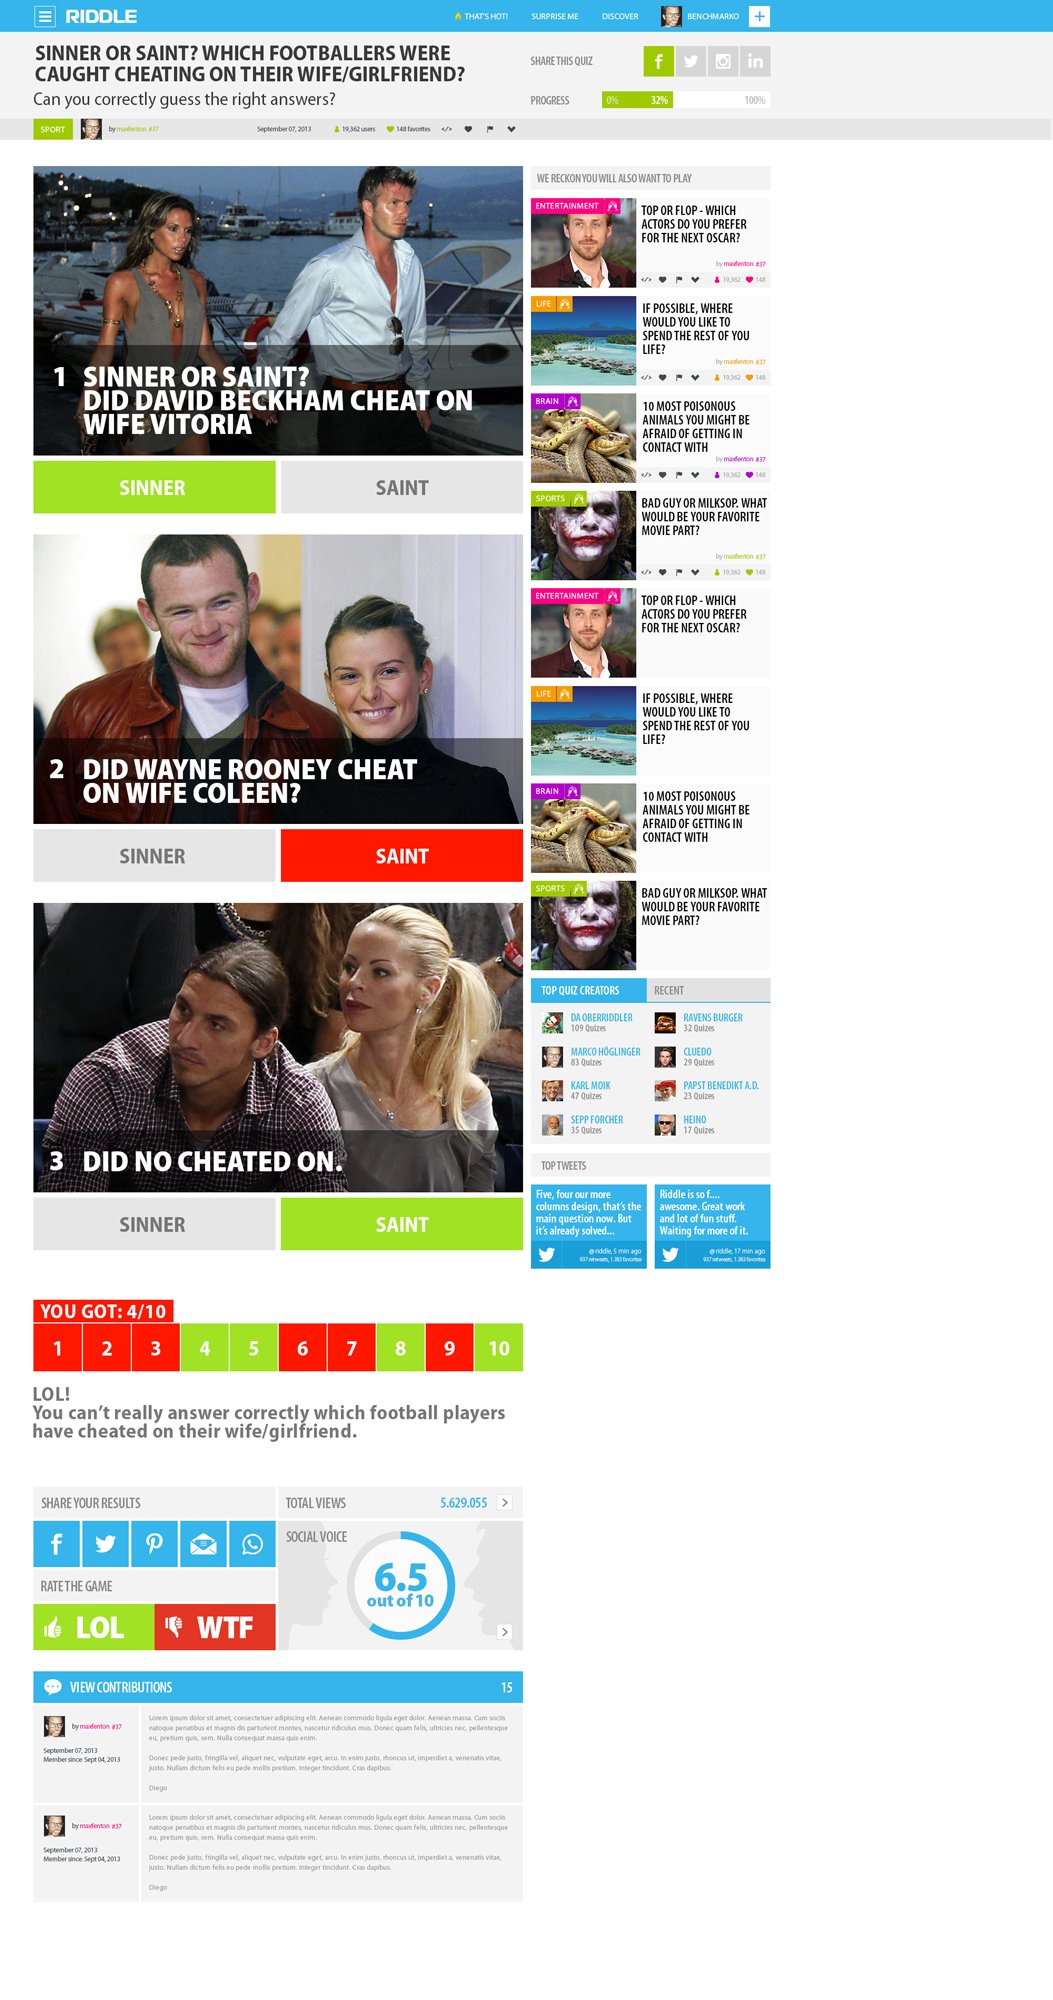 RIDDLE
THAT'S HOT!
SURPRISE ME
DISCOVER
BENCHMARKO
SINNER OR SAINT? WHICH FOOTBALLERS WERE
CAUGHT CHEATING ON THEIR WIFE/GIRLFRIEND?
Can you correctly guess the right answers?
SHARE THIS QUIZ
PROGRESS
0%
32%
100%
SPORT
by maxfenton #37
September 07, 2013
19,362 users
148 favorites
</>
1 SINNER OR SAINT?
DID DAVID BECKHAM CHEAT ON
WIFE VITORIA
SINNER
SAINT
2 DID WAYNE ROONEY CHEAT
ON WIFE COLEEN?
SINNER
SAINT
3 DID NO CHEATED ON.
SINNER
SAINT
YOU GOT: 4/10
1 2 3 4 5 6 7 8 9 10
LOL!
You can't really answer correctly which football players
have cheated on their wife/girlfriend.
SHARE YOUR RESULTS
RATE THE GAME
LOL
WTF
TOTAL VIEWS
5.629.055
SOCIAL VOICE
6.5
out of 10
VIEW CONTRIBUTIONS
15
by maxfenton #37
September 07, 2013
Member since: Sept 04, 2013
Lorem ipsum dolor sit amet, consectetuer adipiscing elit. Aenean commodo ligula eget dolor. Aenean massa. Cum sociis
natoque penatibus et magnis dis parturient montes, nascetur ridiculus mus. Donec quam felis, ultricies nec, pellentesque
eu, pretium quis, sem. Nulla consequat massa quis enim.
Donec pede justo, fringilla vel, aliquet nec, vulputate eget, arcu. In enim justo, rhoncus ut, imperdiet a, venenatis vitae,
justo. Nullam dictum felis eu pede mollis pretium. Integer tincidunt. Cras dapibus.
Diego
by maxfenton #37
September 07, 2013
Member since: Sept 04, 2013
Lorem ipsum dolor sit amet, consectetuer adipiscing elit. Aenean commodo ligula eget dolor. Aenean massa. Cum sociis
natoque penatibus et magnis dis parturient montes, nascetur ridiculus mus. Donec quam felis, ultricies nec, pellentesque
eu, pretium quis, sem. Nulla consequat massa quis enim.
Donec pede justo, fringilla vel, aliquet nec, vulputate eget, arcu. In enim justo, rhoncus ut, imperdiet a, venenatis vitae,
justo. Nullam dictum felis eu pede mollis pretium. Integer tincidunt. Cras dapibus.
Diego
WE RECKON YOU WILL ALSO WANT TO PLAY
ENTERTAINMENT
TOP OR FLOP - WHICH
ACTORS DO YOU PREFER
FOR THE NEXT OSCAR?
by maxfenton #37
</>
19,362
148
LIFE
IF POSSIBLE, WHERE
WOULD YOU LIKE TO
SPEND THE REST OF YOU
LIFE?
by maxfenton #37
</>
19,362
148
BRAIN
10 MOST POISONOUS
ANIMALS YOU MIGHT BE
AFRAID OF GETTING IN
CONTACT WITH
by maxfenton #37
</>
19,362
148
SPORTS
BAD GUY OR MILKSOP. WHAT
WOULD BE YOUR FAVORITE
MOVIE PART?
by maxfenton #37
</>
19,362
148
ENTERTAINMENT
TOP OR FLOP - WHICH
ACTORS DO YOU PREFER
FOR THE NEXT OSCAR?
LIFE
IF POSSIBLE, WHERE
WOULD YOU LIKE TO
SPEND THE REST OF YOU
LIFE?
BRAIN
10 MOST POISONOUS
ANIMALS YOU MIGHT BE
AFRAID OF GETTING IN
CONTACT WITH
SPORTS
BAD GUY OR MILKSOP. WHAT
WOULD BE YOUR FAVORITE
MOVIE PART?
TOP QUIZ CREATORS
RECENT
DA OBERRIDDLER
109 Quizes
RAVENS BURGER
32 Quizes
MARCO HÖGLINGER
83 Quizes
CLUEDO
29 Quizes
KARL MOIK
47 Quizes
PAPST BENEDIKT A.D.
23 Quizes
SEPP FORCHER
35 Quizes
HEINO
17 Quizes
TOP TWEETS
Five, four our more
columns design, that's the
main question now. But
it's already solved...
@riddle, 5 min ago
937 retweets, 1.383 favorites
Riddle is so f....
awesome. Great work
and lot of fun stuff.
Waiting for more of it.
@riddle, 17 min ago
937 retweets, 1.383 favorites